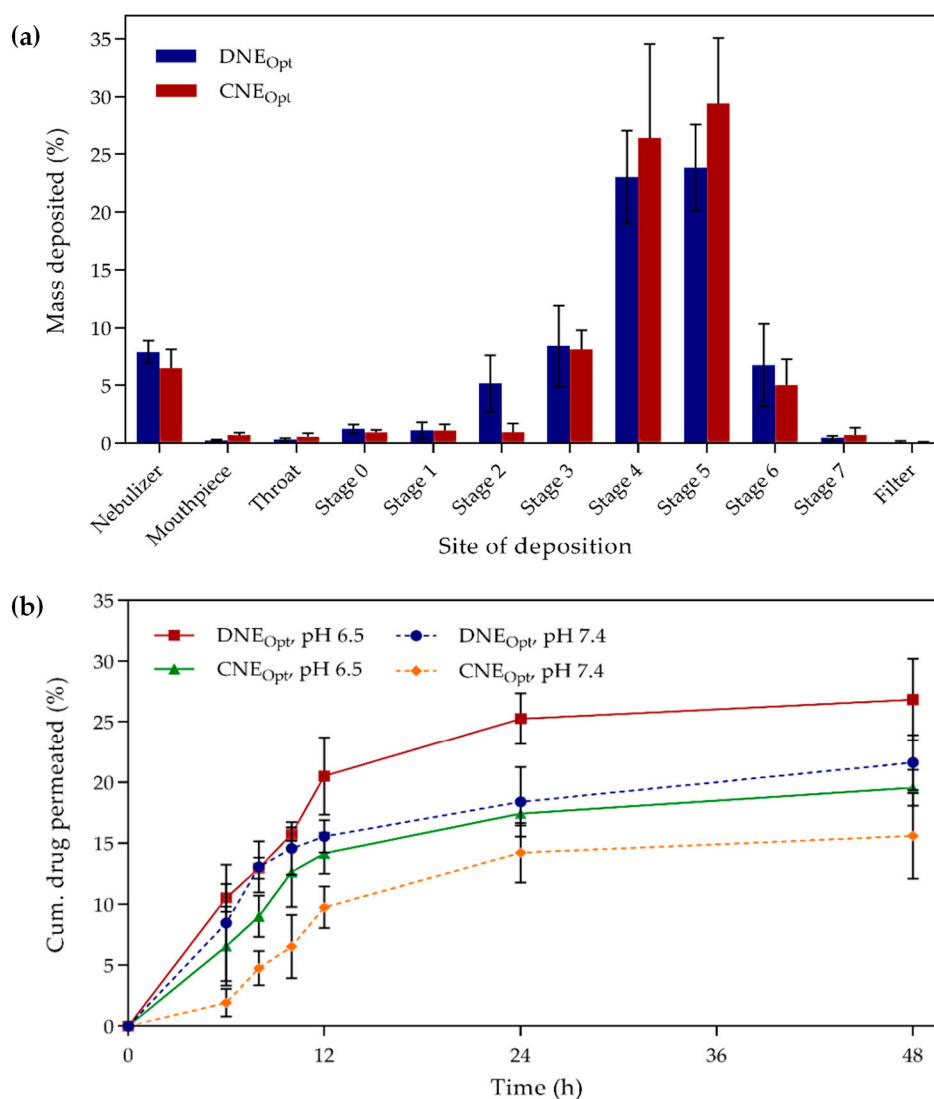 (a)
DNEOpt
CNEOpt
35
30
25
20
15
10
5
0
Mass deposited (%)
Nebulizer
Mouthpiece
Throat
Stage 0
Stage 1
Stage 2
Stage 3
Stage 4
Stage 5
Stage 6
Stage 7
Filter
Site of deposition
(b)
DNEOpt, pH 6.5
CNEOpt, pH 6.5
DNEOpt, pH 7.4
CNEOpt, pH 7.4
35
30
25
20
15
10
5
0
Cum. drug permeated (%)
0 12 24 36 48
Time (h)